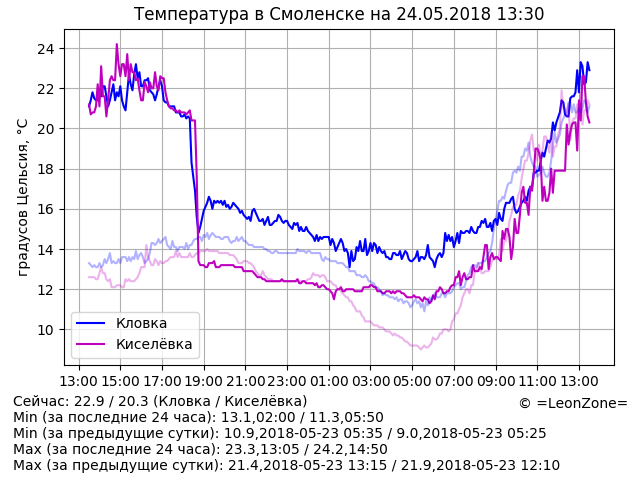 Температура в Смоленске на 24.05.2018 13:30
градусов Цельсия, °C
24
22
20
18
16
14
12
10
Кловка
Киселёвка
13:00 15:00 17:00 19:00 21:00 23:00 01:00 03:00 05:00 07:00 09:00 11:00 13:00
Сейчас: 22.9 / 20.3 (Кловка / Киселёвка)
© =LeonZone=
Min (за последние 24 часа): 13.1,02:00 / 11.3,05:50
Min (за предыдущие сутки): 10.9,2018-05-23 05:35 / 9.0,2018-05-23 05:25
Max (за последние 24 часа): 23.3,13:05 / 24.2,14:50
Max (за предыдущие сутки): 21.4,2018-05-23 13:15 / 21.9,2018-05-23 12:10